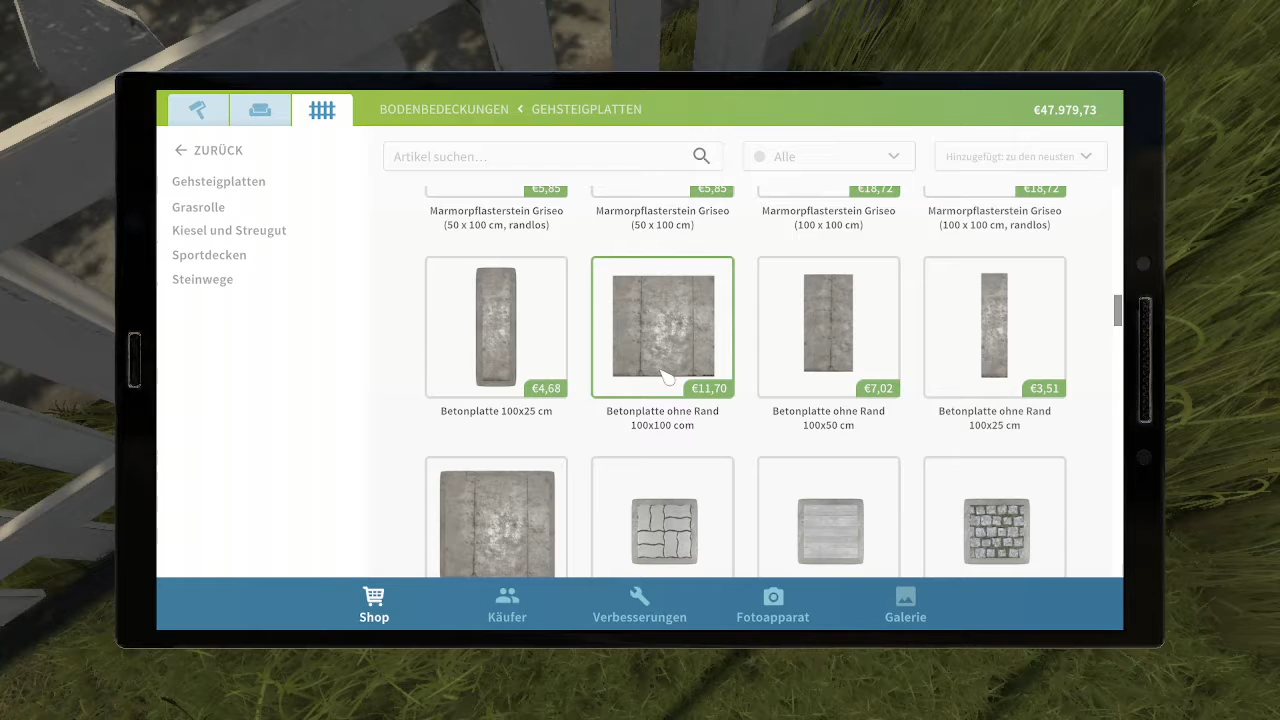 BODENBEDECKUNGEN < GEHSTEIGPLATTEN
€47.979,73
ZURÜCK
Artikel suchen...
Alle
Hinzugefügt: zu den neusten
Gehsteigplatten
Grasrolle
Kiesel und Streugut
Sportdecken
Steinwege
€5,85
€5,85
€18,72
€18,72
Marmorpflasterstein Griseo
(50 x 100 cm, randlos)
Marmorpflasterstein Griseo
(50 x 100 cm)
Marmorpflasterstein Griseo
(100 x 100 cm)
Marmorpflasterstein Griseo
(100 x 100 cm, randlos)
€4,68
€11,70
€7,02
€3,51
Betonplatte 100x25 cm
Betonplatte ohne Rand
100x100 com
Betonplatte ohne Rand
100x50 cm
Betonplatte ohne Rand
100x25 cm
Shop
Käufer
Verbesserungen
Fotoapparat
Galerie